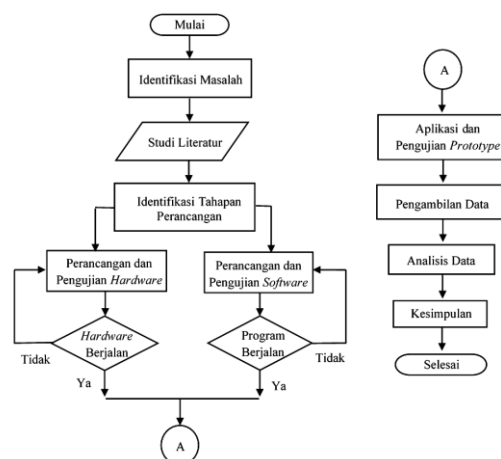 Mulai
Identifikasi Masalah
Studi Literatur
Identifikasi Tahapan
Perancangan
Perancangan dan
Pengujian Hardware
Perancangan dan
Pengujian Software
Hardware
Berjalan
Tidak
Ya
Program
Berjalan
Tidak
Ya
A
A
Aplikasi dan
Pengujian Prototype
Pengambilan Data
Analisis Data
Kesimpulan
Selesai